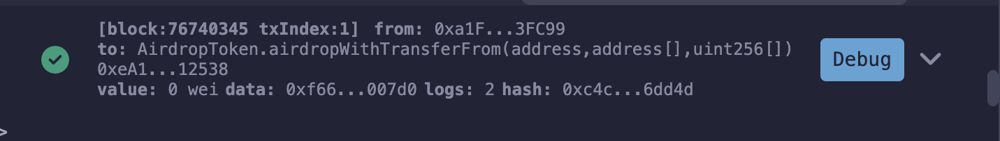 [block:76740345 txIndex:1] from: 0xa1F...3FC99
to: AirdropToken.airdropWithTransferFrom(address,address[],uint256[])
0xeA1...12538
value: 0 wei data: 0xf66...007d0 logs: 2 hash: 0xc4c...6dd4d
Debug
>